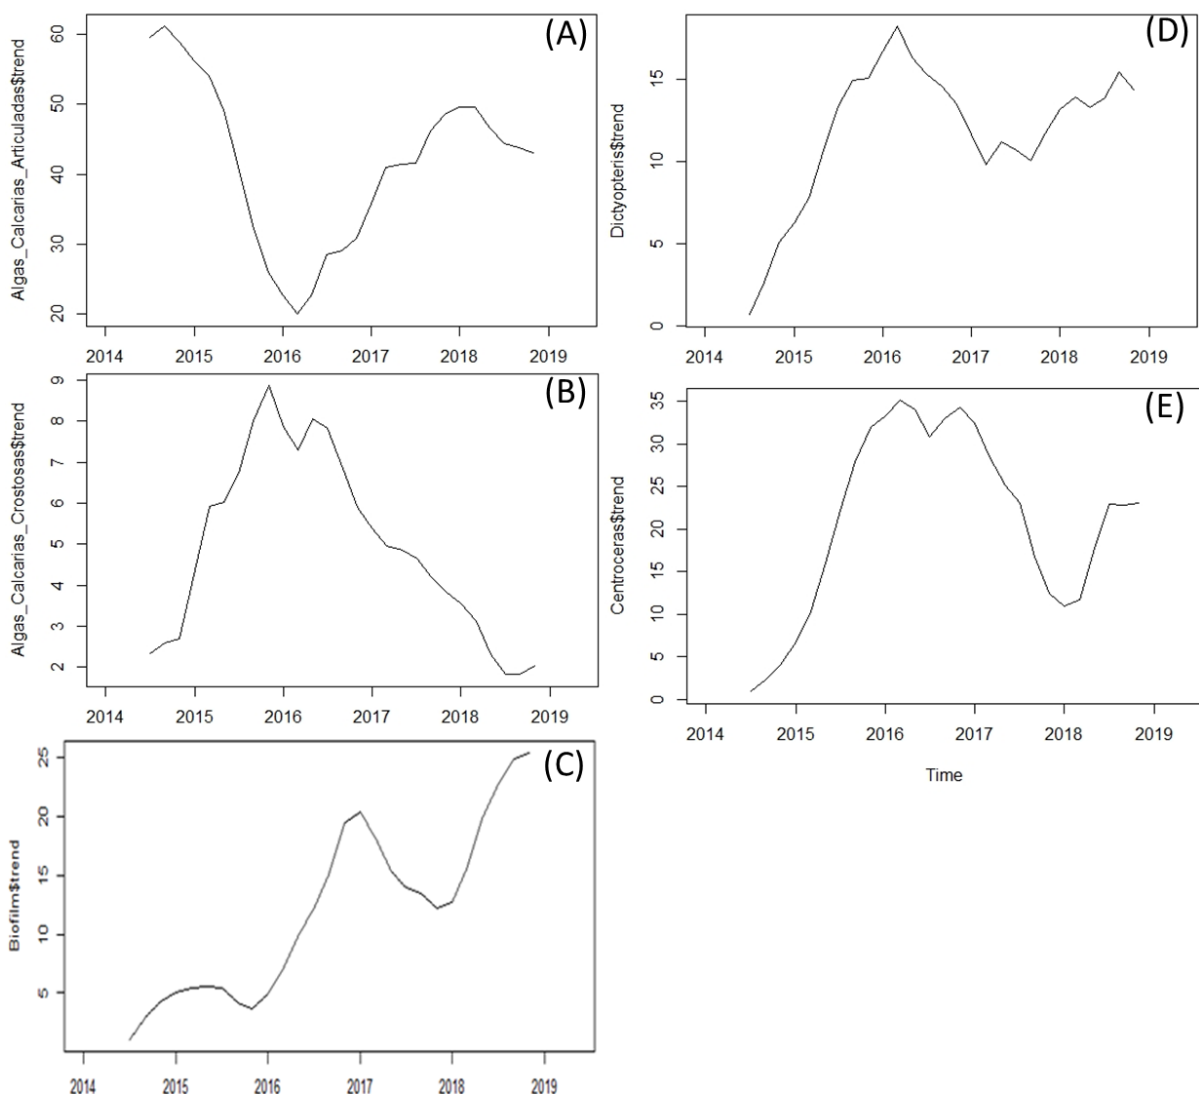 (A)
Algas_Calcarias_Articuladas$trend
60
50
40
30
20
2014 2015 2016 2017 2018 2019
(B)
Algas_Calcarias_Crostosas$trend
9
8
7
6
5
4
3
2
2014 2015 2016 2017 2018 2019
(C)
Biofilm$trend
25
20
15
10
5
2014 2015 2016 2017 2018 2019
(D)
Dictyopteris$trend
15
10
5
0
2014 2015 2016 2017 2018 2019
(E)
Centroceras$trend
35
30
25
20
15
10
5
0
2014 2015 2016 2017 2018 2019
Time